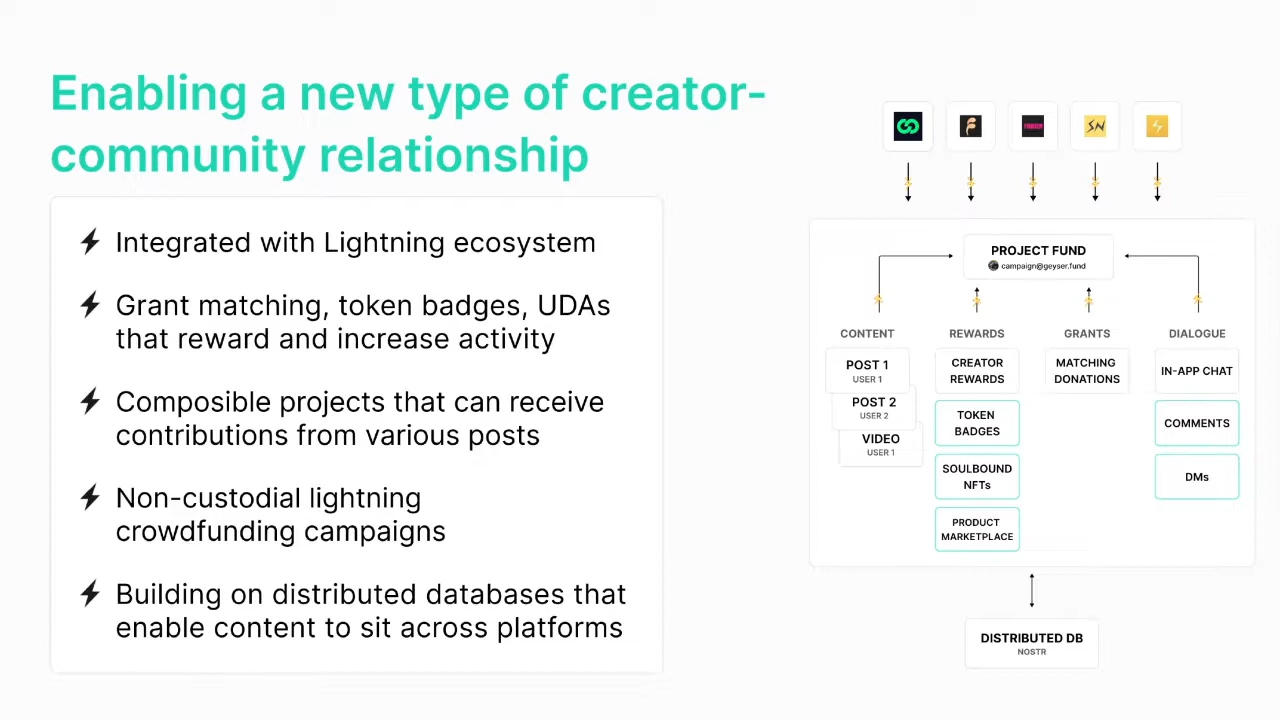 Enabling a new type of creator-
community relationship
Integrated with Lightning ecosystem
Grant matching, token badges, UDAs
that reward and increase activity
Composible projects that can receive
contributions from various posts
Non-custodial lightning
crowdfunding campaigns
Building on distributed databases that
enable content to sit across platforms
SN
PROJECT FUND
campaign@geyser.fund
CONTENT
POST 1
USER 1
POST 2
USER 2
VIDEO
USER 1
REWARDS
CREATOR
REWARDS
TOKEN
BADGES
SOULBOUND
NFTs
PRODUCT
MARKETPLACE
GRANTS
MATCHING
DONATIONS
DIALOGUE
IN-APP CHAT
COMMENTS
DMs
DISTRIBUTED DB
NOSTR